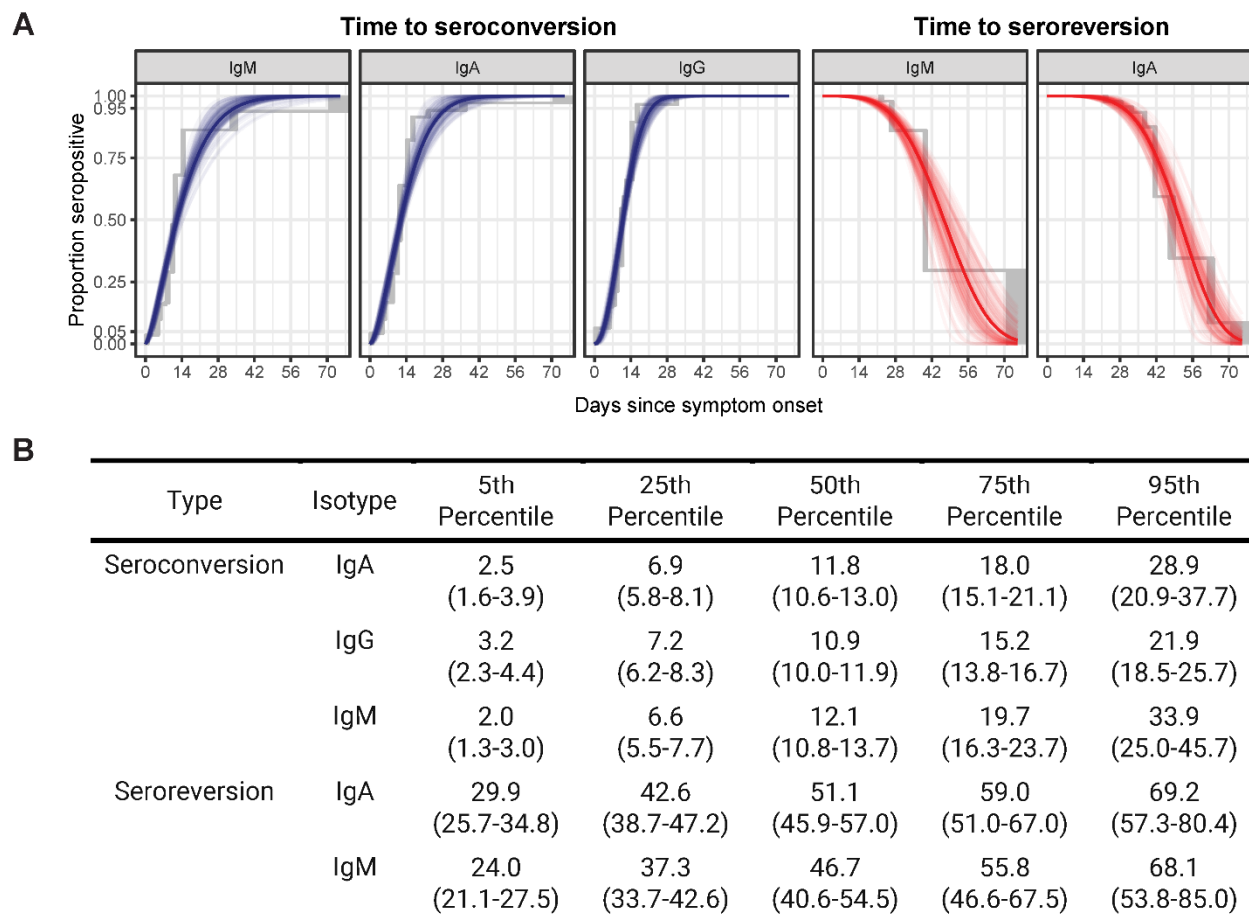 A
Time to seroconversion
Time to seroreversion
IgM
IgA
IgG
IgM
IgA
Proportion seropositive
1.00
0.95
0.75
0.50
0.25
0.05
0.00
0 14 28 42 56 70
0 14 28 42 56 70
0 14 28 42 56 70
0 14 28 42 56 70
0 14 28 42 56 70
Days since symptom onset
B
Type Isotype 5th Percentile 25th Percentile 50th Percentile 75th Percentile 95th Percentile
Seroconversion IgA 2.5 6.9 11.8 18.0 28.9
(1.6-3.9) (5.8-8.1) (10.6-13.0) (15.1-21.1) (20.9-37.7)
IgG 3.2 7.2 10.9 15.2 21.9
(2.3-4.4) (6.2-8.3) (10.0-11.9) (13.8-16.7) (18.5-25.7)
IgM 2.0 6.6 12.1 19.7 33.9
(1.3-3.0) (5.5-7.7) (10.8-13.7) (16.3-23.7) (25.0-45.7)
Seroreversion IgA 29.9 42.6 51.1 59.0 69.2
(25.7-34.8) (38.7-47.2) (45.9-57.0) (51.0-67.0) (57.3-80.4)
IgM 24.0 37.3 46.7 55.8 68.1
(21.1-27.5) (33.7-42.6) (40.6-54.5) (46.6-67.5) (53.8-85.0)